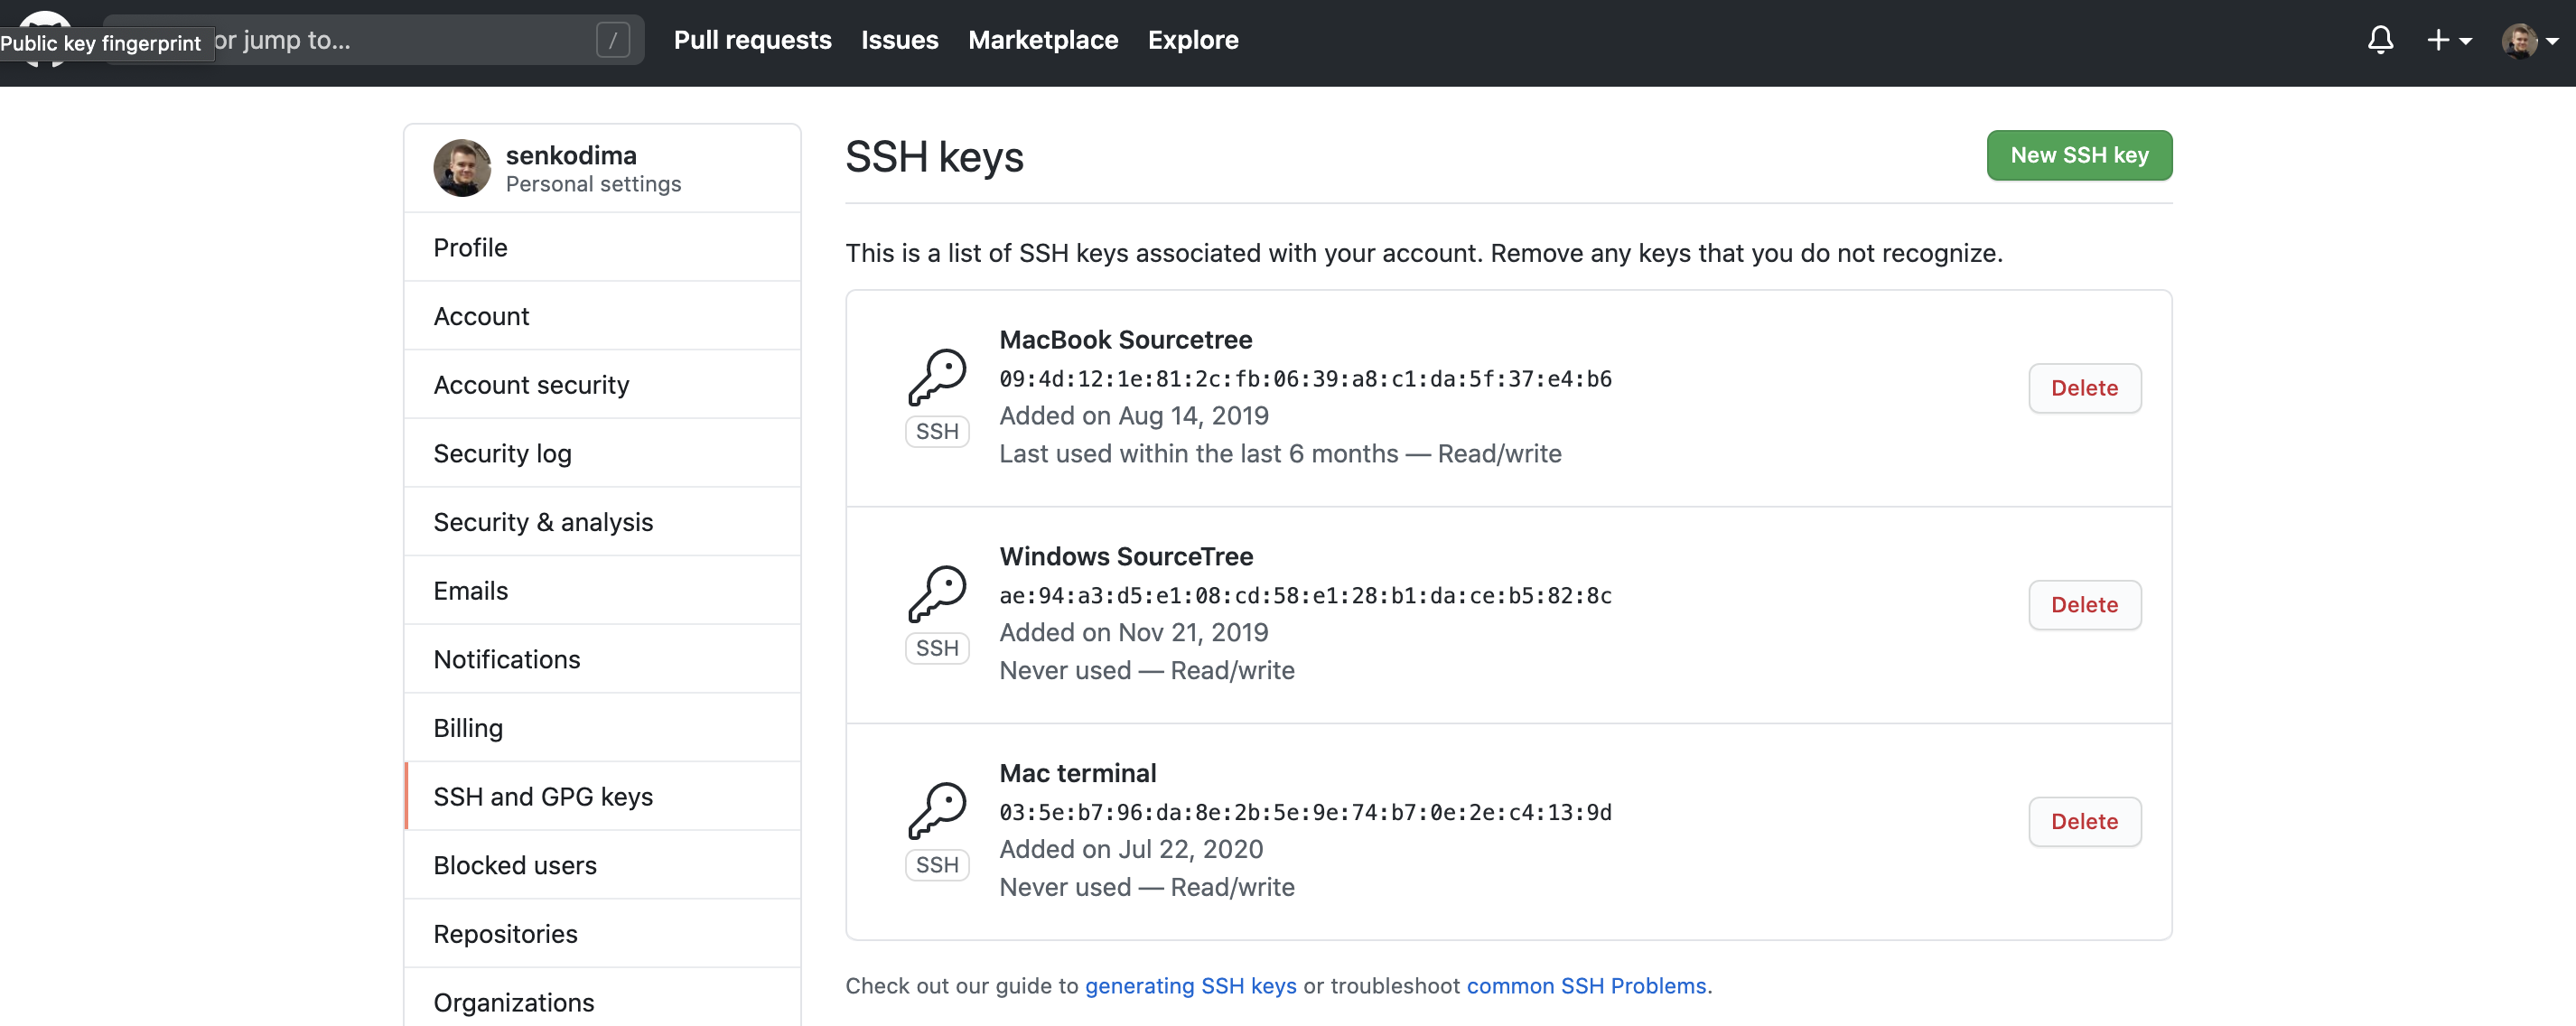 Public key fingerprint
or jump to...
/
Pull requests
Issues
Marketplace
Explore
senkodima
Personal settings
Profile
Account
Account security
Security log
Security & analysis
Emails
Notifications
Billing
SSH and GPG keys
Blocked users
Repositories
Organizations
SSH keys
New SSH key
This is a list of SSH keys associated with your account. Remove any keys that you do not recognize.
MacBook Sourcetree
09:4d:12:1e:81:2c:fb:06:39:a8:c1:da:5f:37:e4:b6
Added on Aug 14, 2019
Last used within the last 6 months — Read/write
SSH
Delete
Windows SourceTree
ae:94:a3:d5:e1:08:cd:58:e1:28:b1:da:ce:b5:82:8c
Added on Nov 21, 2019
Never used — Read/write
SSH
Delete
Mac terminal
03:5e:b7:96:da:8e:2b:5e:9e:74:b7:0e:2e:c4:13:9d
Added on Jul 22, 2020
Never used — Read/write
SSH
Delete
Check out our guide to generating SSH keys or troubleshoot common SSH Problems.